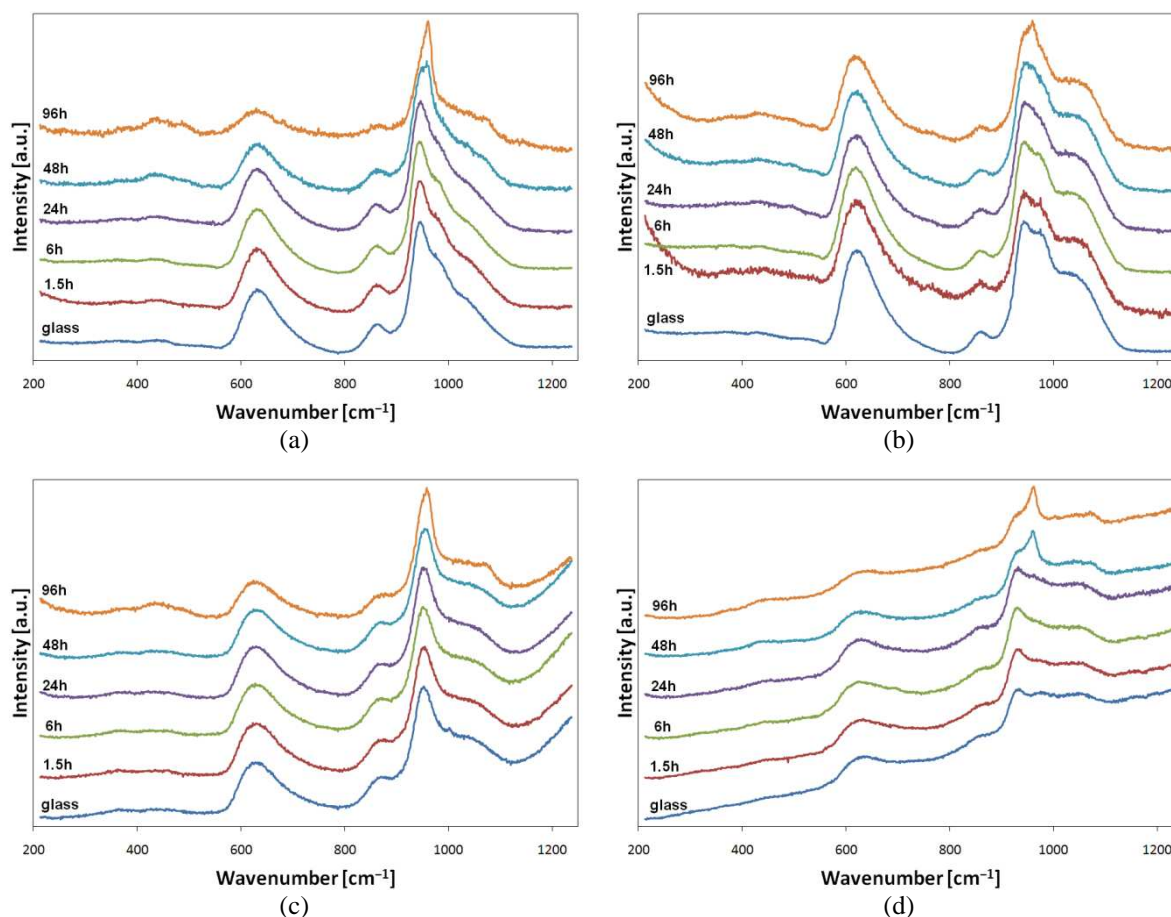 Intensity [a.u.]
96h
48h
24h
6h
1.5h
glass
200 400 600 800 1000 1200
Wavenumber [cm⁻¹]
(a)
Intensity [a.u.]
96h
48h
24h
6h
1.5h
glass
200 400 600 800 1000 1200
Wavenumber [cm⁻¹]
(b)
Intensity [a.u.]
96h
48h
24h
6h
1.5h
glass
200 400 600 800 1000 1200
Wavenumber [cm⁻¹]
(c)
Intensity [a.u.]
96h
48h
24h
6h
1.5h
glass
200 400 600 800 1000 1200
Wavenumber [cm⁻¹]
(d)